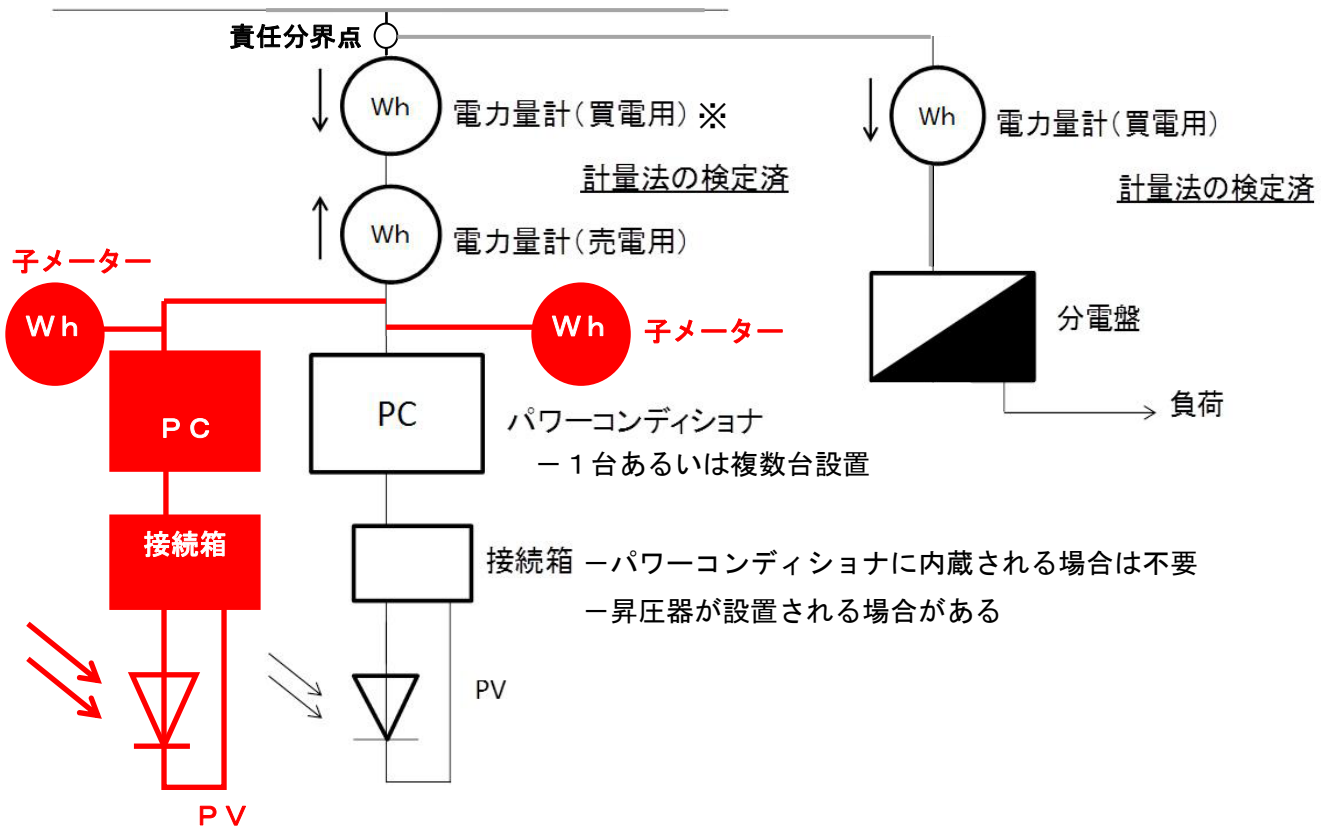 責任分界点
Wh
電力量計(買電用)※
計量法の検定済
Wh
電力量計(買電用)
計量法の検定済
Wh
電力量計(売電用)
子メーター
Wh
Wh
子メーター
分電盤
負荷
PC
PC
パワーコンディショナ
－1台あるいは複数台設置
接続箱
接続箱
－パワーコンディショナに内蔵される場合は不要
－昇圧器が設置される場合がある
PV
PV